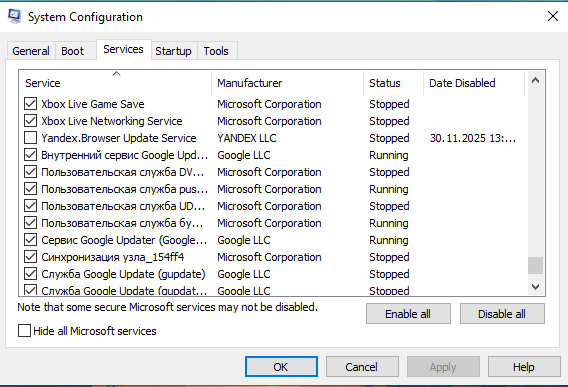 System Configuration
General Boot Services Startup Tools
Service Manufacturer Status Date Disabled
Xbox Live Game Save Microsoft Corporation Stopped
Xbox Live Networking Service Microsoft Corporation Stopped
Yandex.Browser Update Service YANDEX LLC Stopped 30.11.2025 13:...
Внутренний сервис Google Upd... Google LLC Running
Пользовательская служба DV... Microsoft Corporation Stopped
Пользовательская служба pus... Microsoft Corporation Running
Пользовательская служба UD... Microsoft Corporation Stopped
Пользовательская служба бу... Microsoft Corporation Running
Сервис Google Updater (Google... Google LLC Running
Синхронизация узла_154ff4 Microsoft Corporation Stopped
Служба Google Update (gupdate) Google LLC Stopped
Служба Google Update (gupdat... Google LLC Stopped
Note that some secure Microsoft services may not be disabled.
Enable all Disable all
Hide all Microsoft services
OK Cancel Apply Help